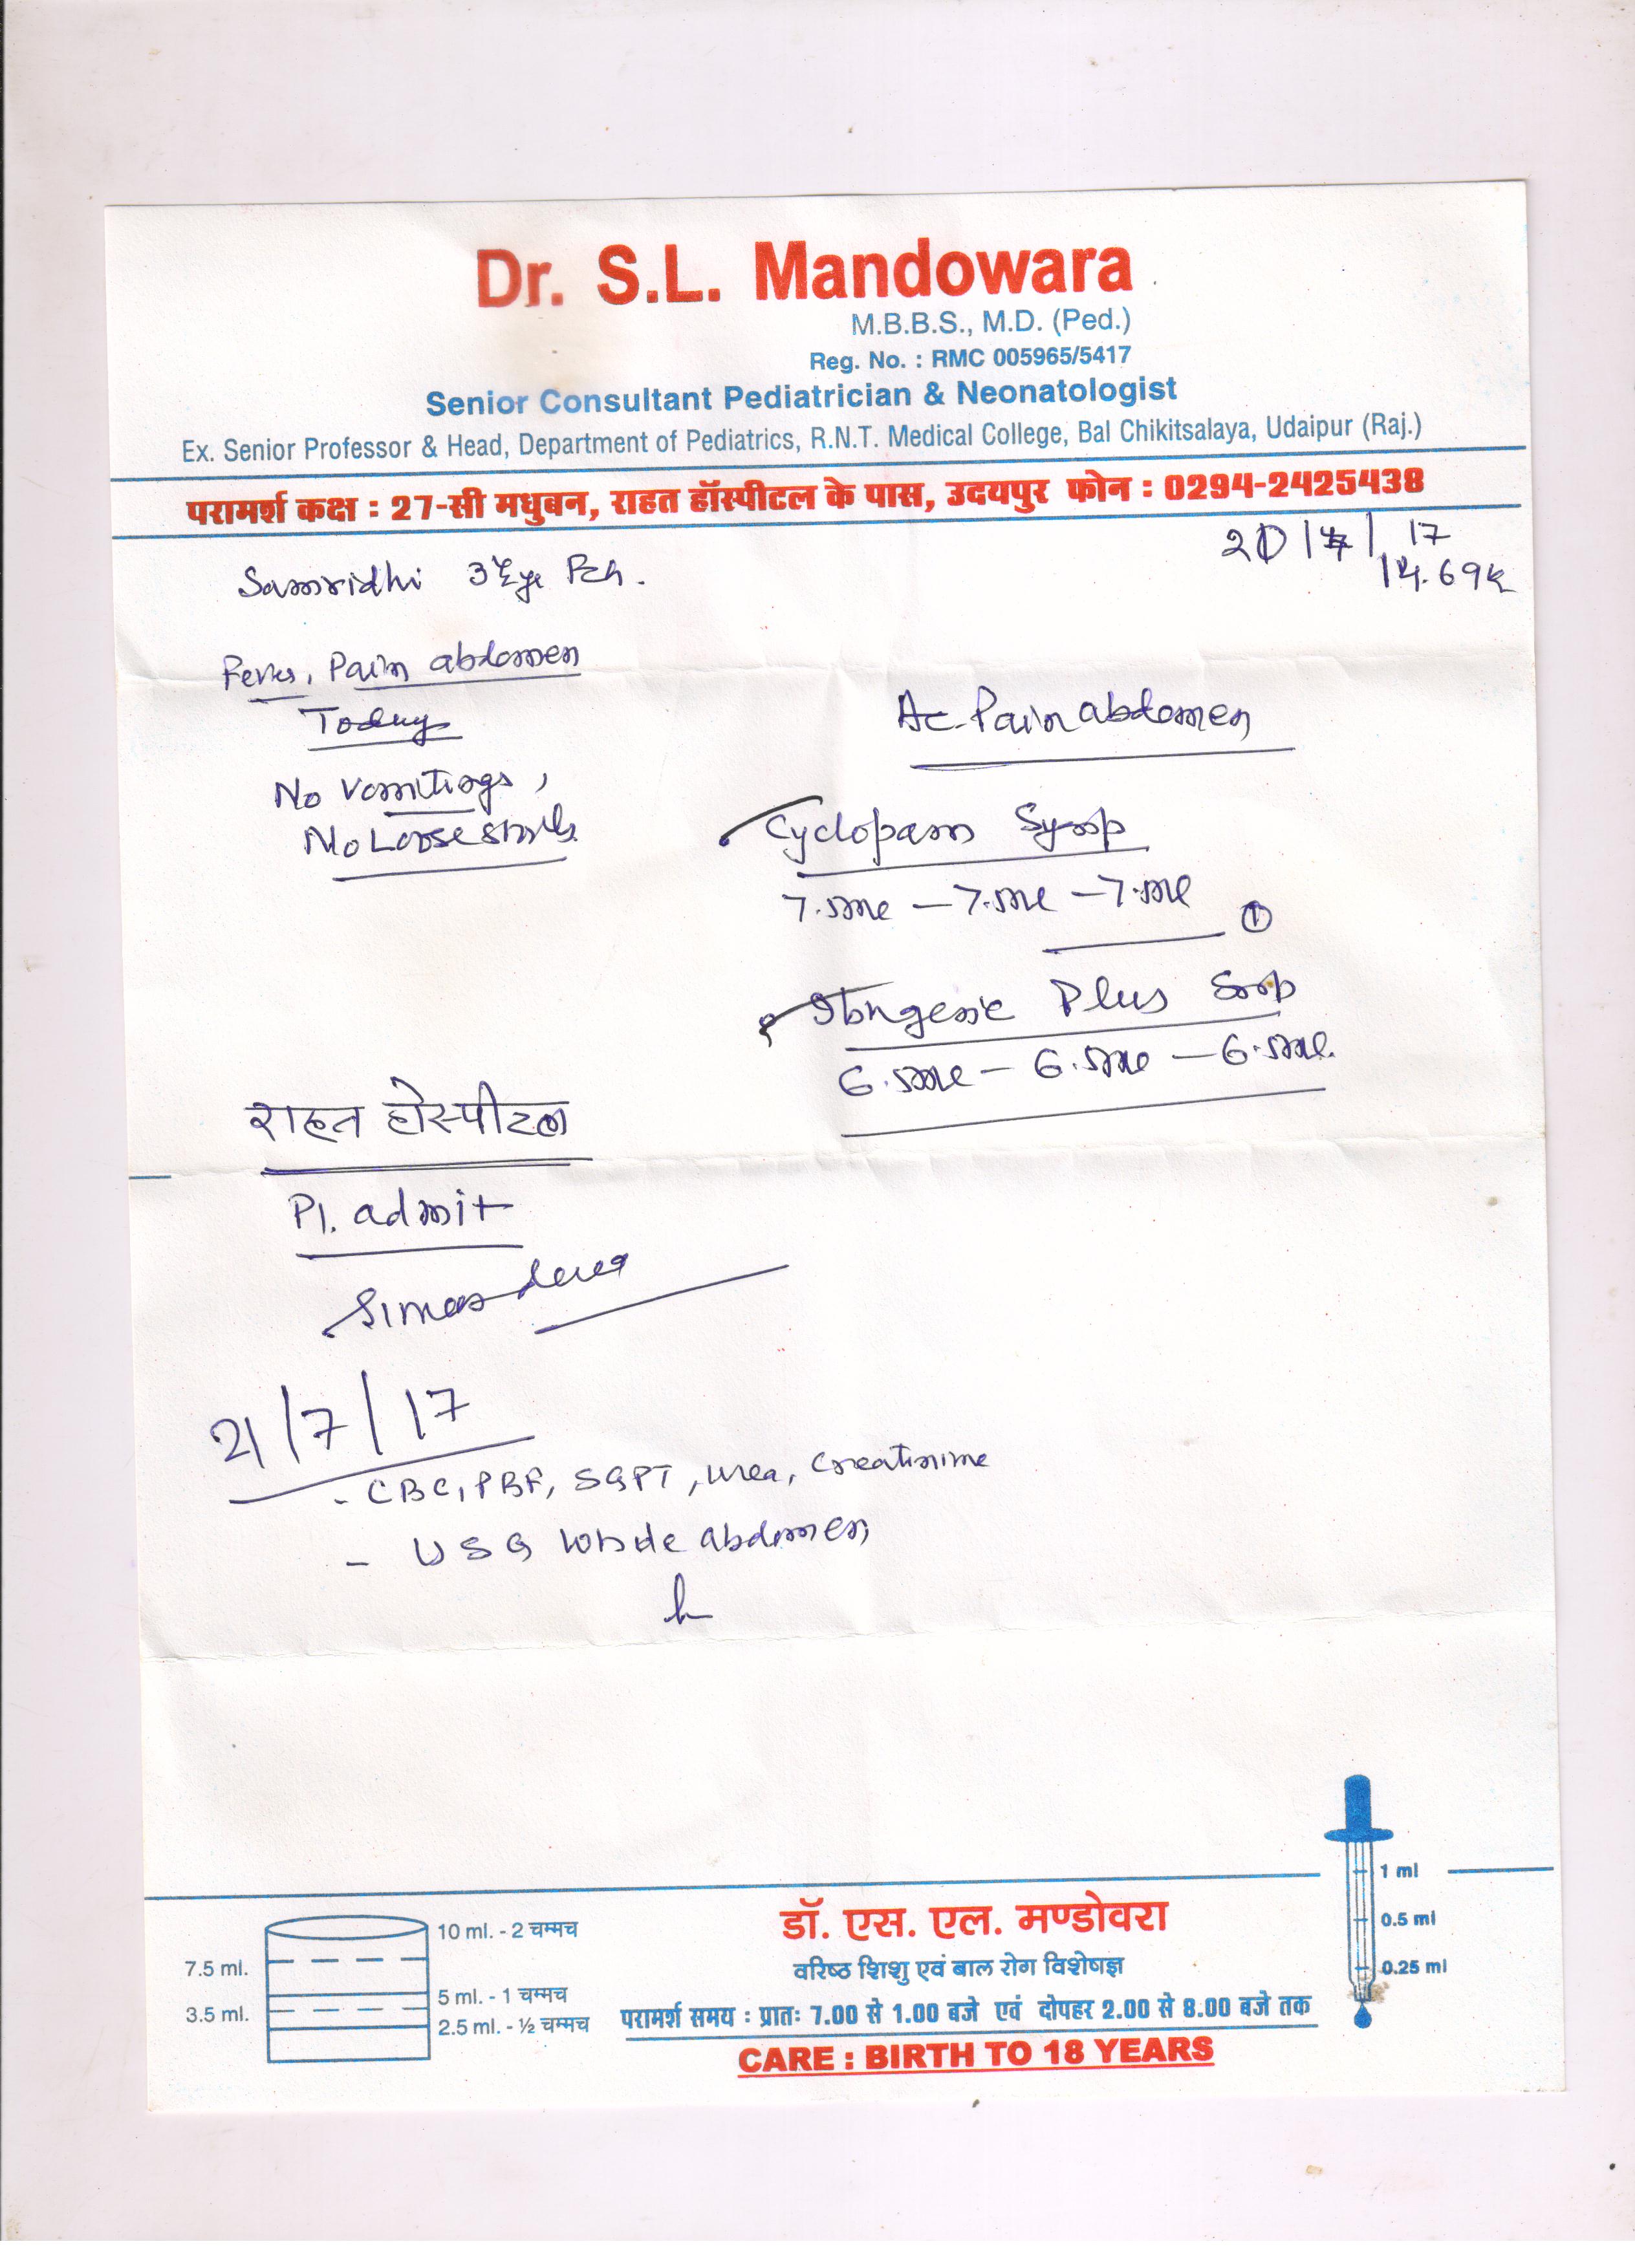 Dr. S.L. Mandowara
M.B.B.S., M.D. (Ped.)
Reg. No. : RMC 005965/5417
Senior Consultant Pediatrician & Neonatologist
Ex. Senior Professor & Head, Department of Pediatrics, R.N.T. Medical College, Bal Chikitsalaya, Udaipur (Raj.)
परामर्श कक्ष : 27-सी मधुबन, राहत हॉस्पीटल के पास, उदयपुर फोन : 0294-2425438
20/7/17
14.69k
Samridhi 3½yr
Fever, Pain abdomen
Today
No Vomitings,
No Loose stools
Ac Pain abdomen
Cyclopam Syrup
7.5ml – 7.5ml – 7.5ml
①
Ibugesic Plus Syrup
6.5ml – 6.5ml – 6.5ml.
राहत होस्पीटल
Pl. admit
21/7/17
- CBC, PBF, SGPT, Urea, Creatinine
- USG Whole abdomen
10 ml. - 2 चम्मच
7.5 ml.
5 ml. - 1 चम्मच
3.5 ml.
2.5 ml. - ½ चम्मच
डॉ. एस. एल. मण्डोवरा
वरिष्ठ शिशु एवं बाल रोग विशेषज्ञ
परामर्श समय : प्रातः 7.00 से 1.00 बजे एवं दोपहर 2.00 से 8.00 बजे तक
CARE : BIRTH TO 18 YEARS
1 ml
0.5 ml
0.25 ml